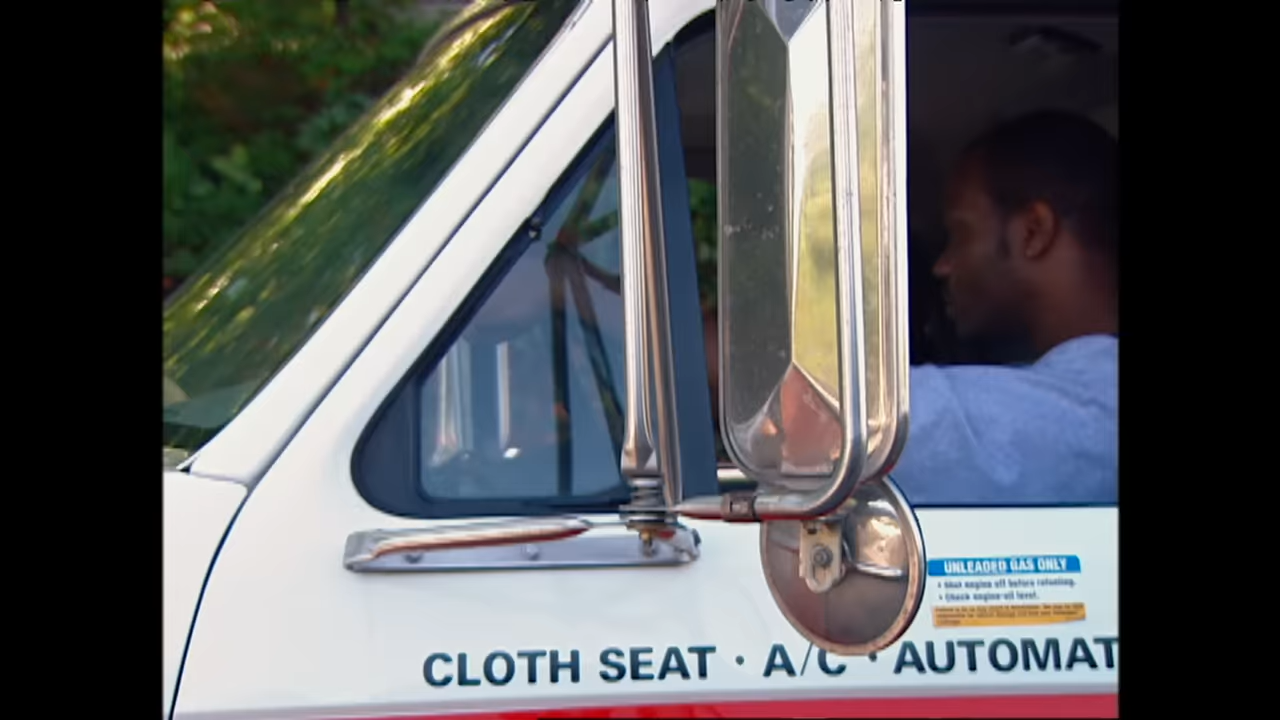 UNLEADED GAS ONLY
• Shut engine off before refueling.
• Check engine-oil level.
CLOTH SEAT · A/C · AUTOMAT